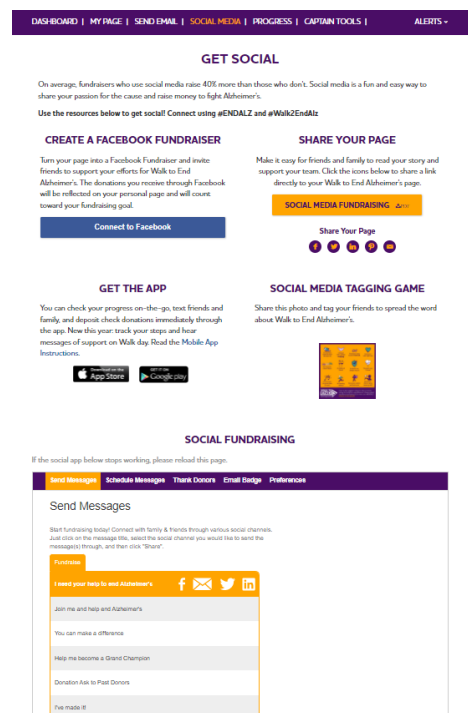 DASHBOARD | MY PAGE | SEND EMAIL | SOCIAL MEDIA | PROGRESS | CAPTAIN TOOLS | ALERTS
GET SOCIAL
On average, fundraisers who use social media raise 40% more than those who don't. Social media is a fun and easy way to
share your passion for the cause and raise money to fight Alzheimer's.
Use the resources below to get social! Connect using #ENDALZ and @Walk2EndAlz
CREATE A FACEBOOK FUNDRAISER
Turn your page into a Facebook Fundraiser and invite
friends to support your efforts for Walk to End
Alzheimer's. The donations you receive through Facebook
will be reflected on your personal page and will count
toward your fundraising goal.
Connect to Facebook
SHARE YOUR PAGE
Make it easy for friends and family to read your story and
support your team. Click the icons below to share a link
directly to your Walk to End Alzheimer's page.
SOCIAL MEDIA FUNDRAISING
Share Your Page
GET THE APP
You can check your progress on-the-go, text friends and
family, and deposit check donations immediately through
the app. New this year: track your steps and hear
messages of support on Walk day. Read the Mobile App
Instructions.
Download on the
App Store
GET IT ON
Google play
SOCIAL MEDIA TAGGING GAME
Share this photo and tag your friends to spread the word
about Walk to End Alzheimer's.
SOCIAL FUNDRAISING
If the social app below stops working, please reload this page.
Send Messages Schedule Messages Thank Donors Email Badge Preferences
Send Messages
Start fundraising today! Connect with family & friends through various social channels.
Just click on the message title, select the social channel you would like to send the
message(s) through, and then click "Share".
Fundraise
I need your help to end Alzheimer's
Join me and help end Alzheimer's
You can make a difference
Help me become a Grand Champion
Donation Ask to Past Donors
I've made it!